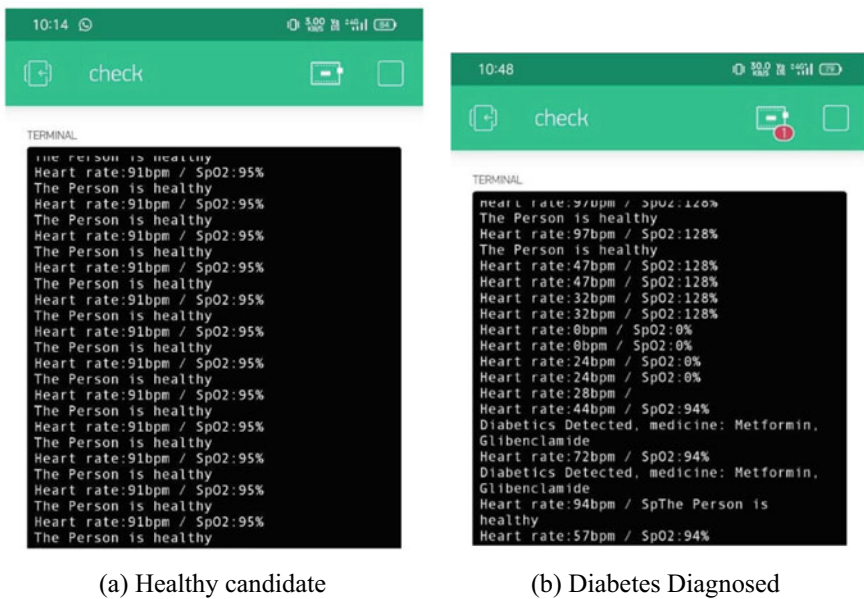 10:14 3.00 KB/S 84
check
TERMINAL
The Person is healthy
Heart rate:91bpm / SpO2:95%
The Person is healthy
Heart rate:91bpm / SpO2:95%
The Person is healthy
Heart rate:91bpm / SpO2:95%
The Person is healthy
Heart rate:91bpm / SpO2:95%
The Person is healthy
Heart rate:91bpm / SpO2:95%
The Person is healthy
Heart rate:91bpm / SpO2:95%
The Person is healthy
Heart rate:91bpm / SpO2:95%
The Person is healthy
Heart rate:91bpm / SpO2:95%
The Person is healthy
Heart rate:91bpm / SpO2:95%
The Person is healthy
Heart rate:91bpm / SpO2:95%
The Person is healthy
Heart rate:91bpm / SpO2:95%
The Person is healthy
Heart rate:91bpm / SpO2:95%
The Person is healthy
(a) Healthy candidate
10:48 30.0 KB/S 79
check
1
TERMINAL
Heart rate:97bpm / SpO2:128%
The Person is healthy
Heart rate:97bpm / SpO2:128%
The Person is healthy
Heart rate:47bpm / SpO2:128%
Heart rate:47bpm / SpO2:128%
Heart rate:32bpm / SpO2:128%
Heart rate:32bpm / SpO2:128%
Heart rate:0bpm / SpO2:0%
Heart rate:0bpm / SpO2:0%
Heart rate:24bpm / SpO2:0%
Heart rate:24bpm / SpO2:0%
Heart rate:28bpm /
Heart rate:44bpm / SpO2:94%
Diabetics Detected, medicine: Metformin,
Glibenclamide
Heart rate:72bpm / SpO2:94%
Diabetics Detected, medicine: Metformin,
Glibenclamide
Heart rate:94bpm / SpThe Person is
healthy
Heart rate:57bpm / SpO2:94%
(b) Diabetes Diagnosed